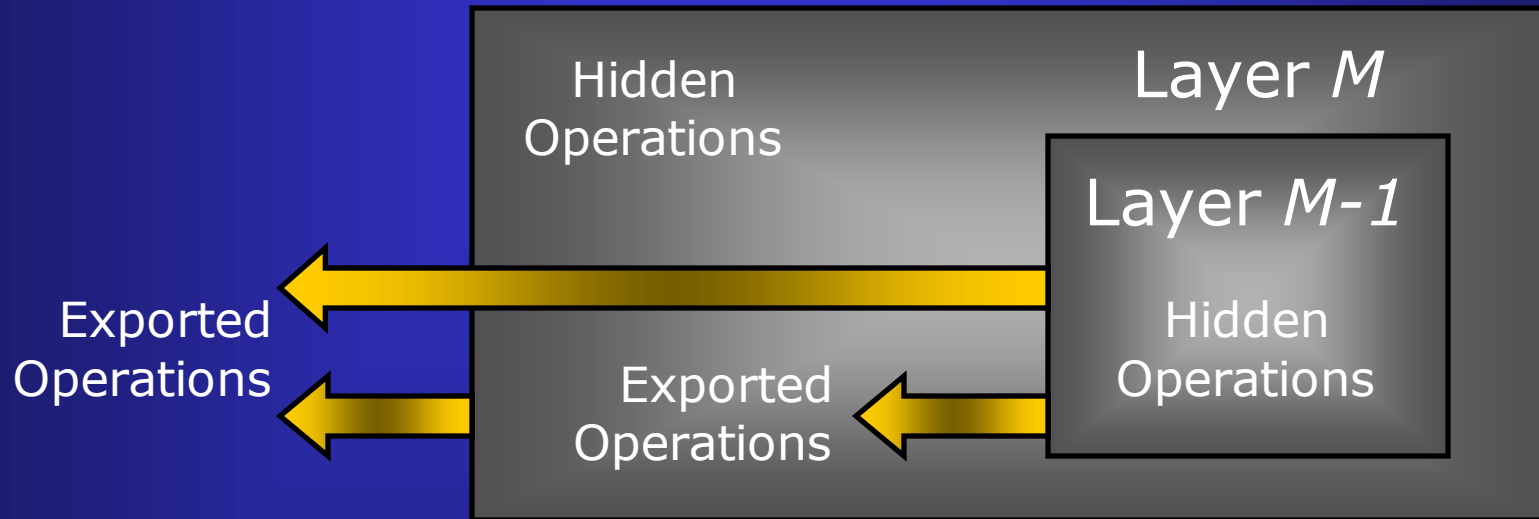 Hidden
Operations
Layer M
Layer M-1
Exported
Operations
Hidden
Operations
Exported
Operations